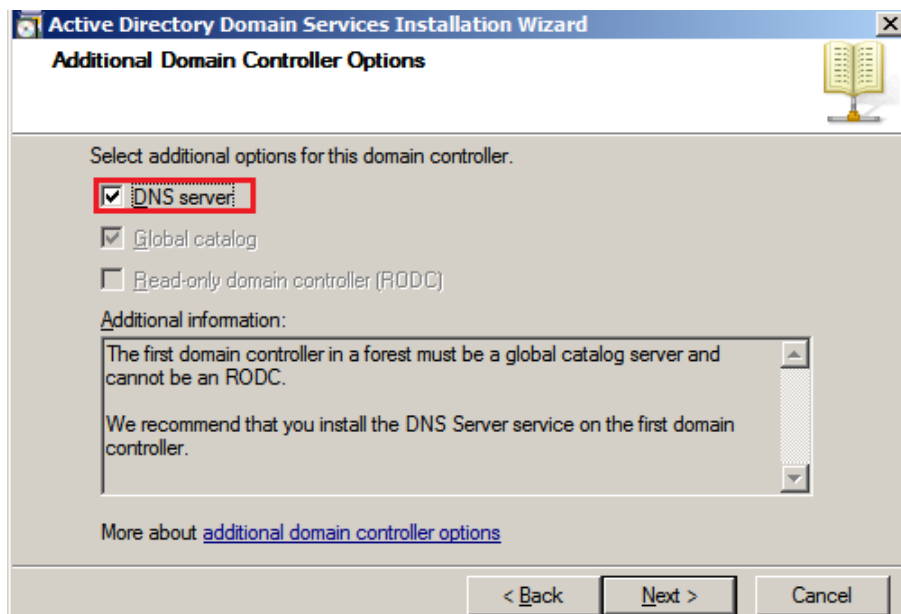 Active Directory Domain Services Installation Wizard
Additional Domain Controller Options
Select additional options for this domain controller.
DNS server
Global catalog
Read-only domain controller (RODC)
Additional information:
The first domain controller in a forest must be a global catalog server and
cannot be an RODC.
We recommend that you install the DNS Server service on the first domain
controller.
More about additional domain controller options
< Back Next > Cancel